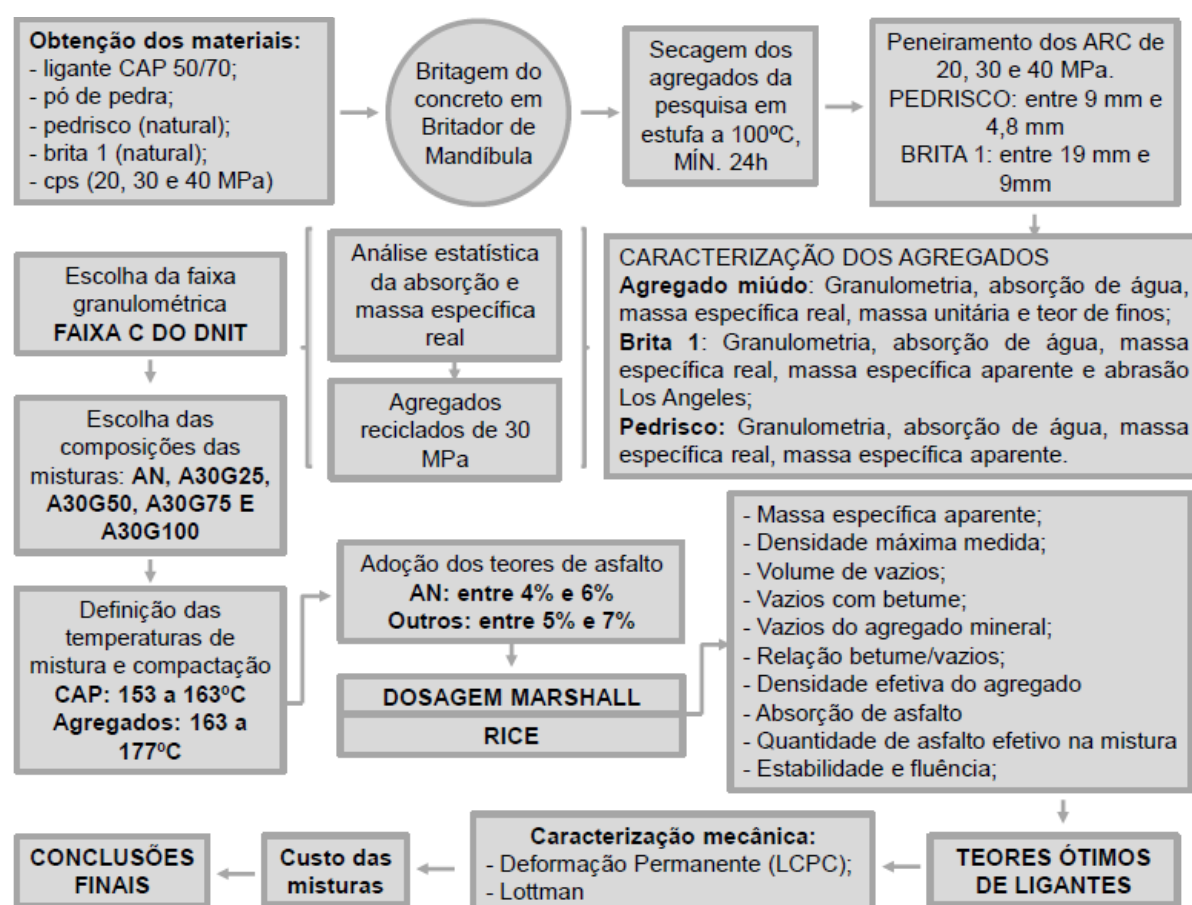 Obtenção dos materiais:
- ligante CAP 50/70;
- pó de pedra;
- pedrisco (natural);
- brita 1 (natural);
- cps (20, 30 e 40 MPa)
Britagem do
concreto em
Britador de
Mandíbula
Secagem dos
agregados da
pesquisa em
estufa a 100ºC,
MÍN. 24h
Peneiramento dos ARC de
20, 30 e 40 MPa.
PEDRISCO: entre 9 mm e
4,8 mm
BRITA 1: entre 19 mm e
9mm
CARACTERIZAÇÃO DOS AGREGADOS
Agregado miúdo: Granulometria, absorção de água,
massa específica real, massa unitária e teor de finos;
Brita 1: Granulometria, absorção de água, massa
específica real, massa específica aparente e abrasão
Los Angeles;
Pedrisco: Granulometria, absorção de água, massa
específica real, massa específica aparente.
Análise estatística
da absorção e
massa específica
real
Agregados
reciclados de 30
MPa
Escolha da faixa
granulométrica
FAIXA C DO DNIT
Escolha das
composições das
misturas: AN, A30G25,
A30G50, A30G75 E
A30G100
Definição das
temperaturas de
mistura e compactação
CAP: 153 a 163ºC
Agregados: 163 a
177ºC
Adoção dos teores de asfalto
AN: entre 4% e 6%
Outros: entre 5% e 7%
DOSAGEM MARSHALL
RICE
- Massa específica aparente;
- Densidade máxima medida;
- Volume de vazios;
- Vazios com betume;
- Vazios do agregado mineral;
- Relação betume/vazios;
- Densidade efetiva do agregado
- Absorção de asfalto
- Quantidade de asfalto efetivo na mistura
- Estabilidade e fluência;
TEORES ÓTIMOS
DE LIGANTES
Caracterização mecânica:
- Deformação Permanente (LCPC);
- Lottman
Custo das
misturas
CONCLUSÕES
FINAIS